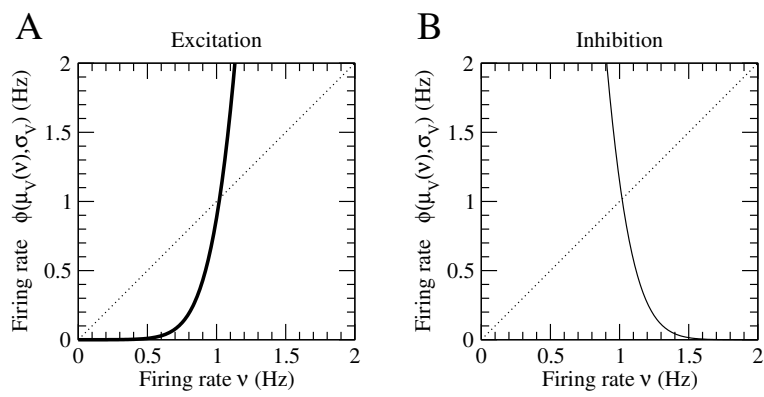 A
Excitation
2
1.5
1
0.5
0
0
0.5
1
1.5
2
Firing rate ϕ(μV(ν),σV) (Hz)
Firing rate ν (Hz)
B
Inhibition
2
1.5
1
0.5
0
0
0.5
1
1.5
2
Firing rate ϕ(μV(ν),σV) (Hz)
Firing rate ν (Hz)